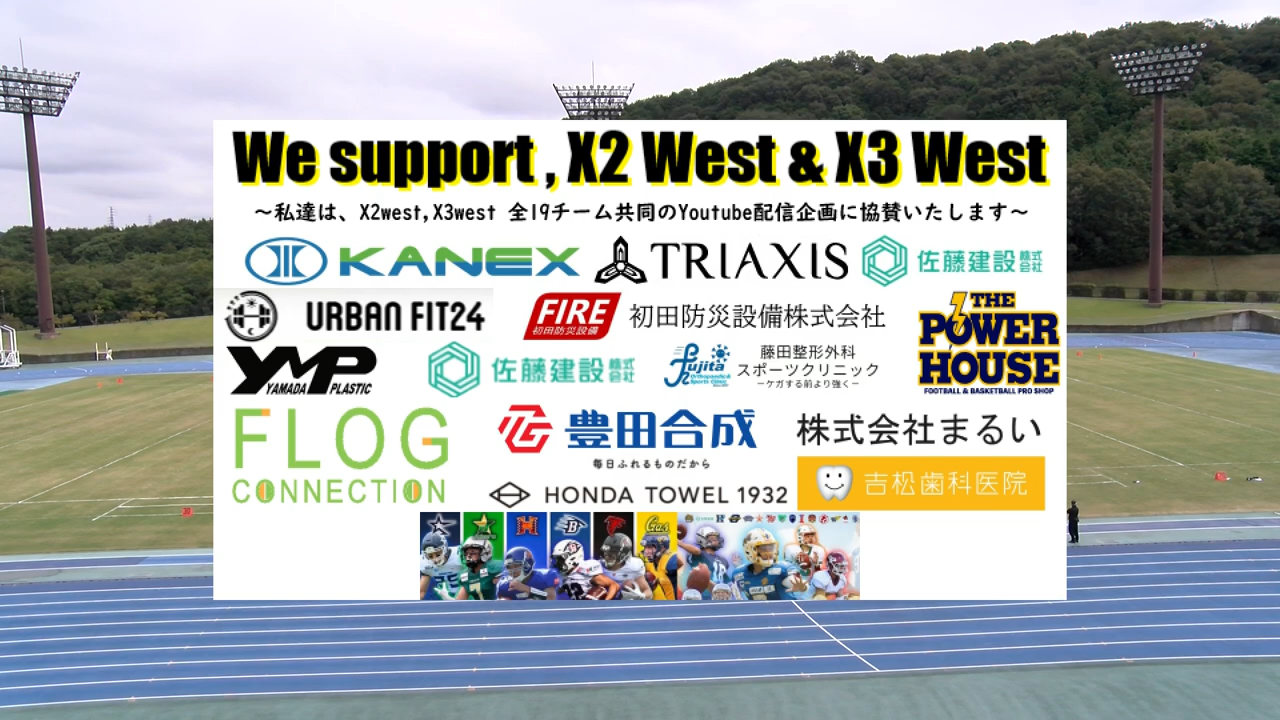 We support , X2 West & X3 West
～私達は、X2west,X3west 全19チーム共同のYoutube配信企画に協賛いたします～
KANEX
TRIAXIS
佐藤建設株式会社
URBAN FIT24
FIRE
初田防災設備
初田防災設備株式会社
THE
POWER
HOUSE
FOOTBALL & BASKETBALL PRO SHOP
YMP
YAMADA PLASTIC
佐藤建設株式会社
Fujita
Orthopaedic &
Sports Clinic
藤田整形外科
スポーツクリニック
ーケガする前より強くー
FLOG
CONNECTION
TG
豊田合成
株式会社まるい
毎日ふれるものだから
HONDA TOWEL 1932
吉松歯科医院
Gas